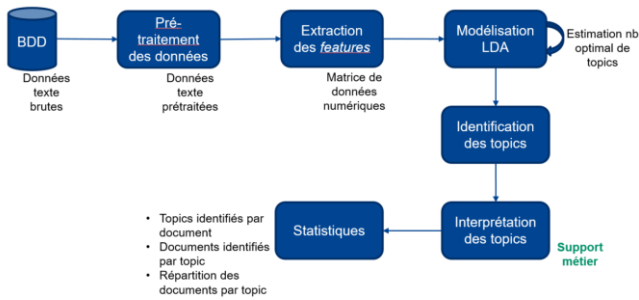 BDD
Données
texte
brutes
Pré-
traitement
des données
Données
texte
prétraitées
Extraction
des features
Matrice de
données
numériques
Modélisation
LDA
Estimation nb
optimal de
topics
Identification
des topics
Interprétation
des topics
Support
métier
Statistiques
• Topics identifiés par
document
• Documents identifiés
par topic
• Répartition des
documents par topic